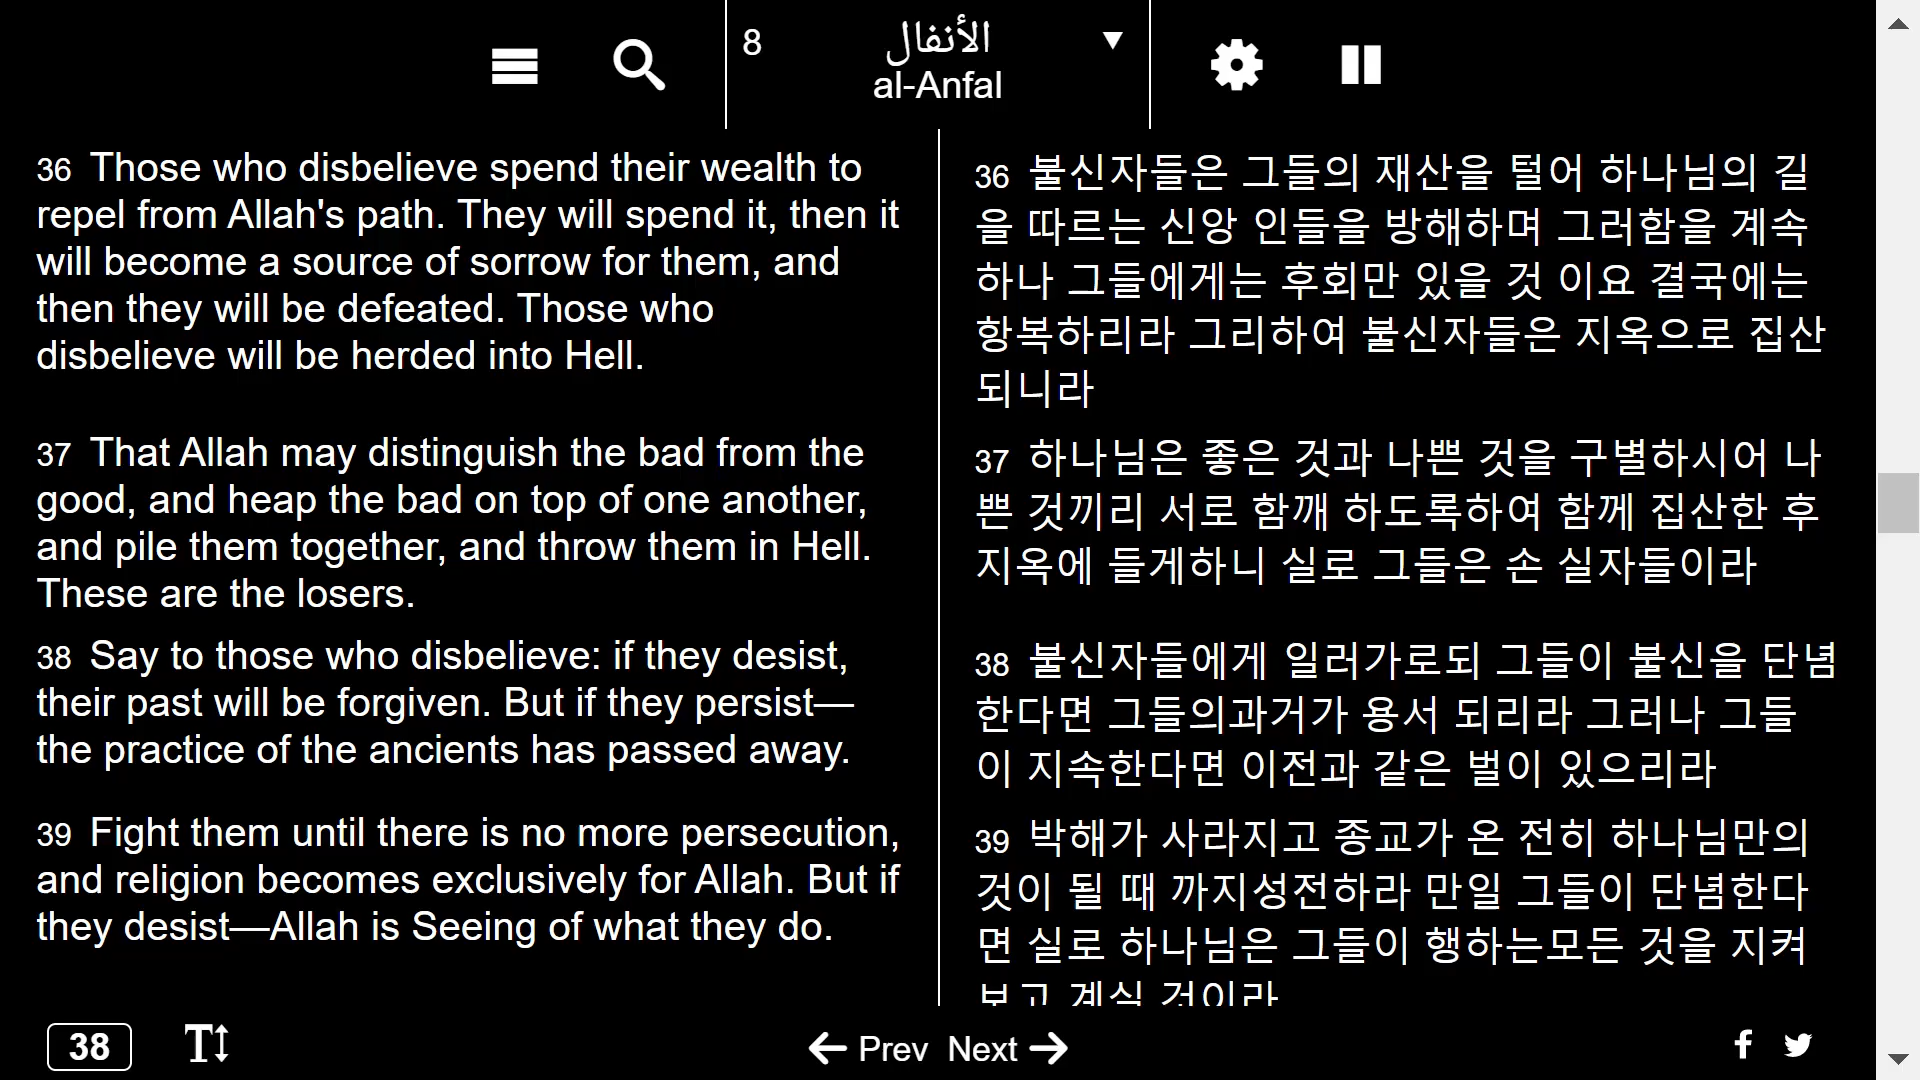 8
الأنفال
al-Anfal
36 Those who disbelieve spend their wealth to
repel from Allah's path. They will spend it, then it
will become a source of sorrow for them, and
then they will be defeated. Those who
disbelieve will be herded into Hell.
37 That Allah may distinguish the bad from the
good, and heap the bad on top of one another,
and pile them together, and throw them in Hell.
These are the losers.
38 Say to those who disbelieve: if they desist,
their past will be forgiven. But if they persist—
the practice of the ancients has passed away.
39 Fight them until there is no more persecution,
and religion becomes exclusively for Allah. But if
they desist—Allah is Seeing of what they do.
36 불신자들은 그들의 재산을 털어 하나님의 길
을 따르는 신앙 인들을 방해하며 그러함을 계속
하나 그들에게는 후회만 있을 것 이요 결국에는
항복하리라 그리하여 불신자들은 지옥으로 집산
되니라
37 하나님은 좋은 것과 나쁜 것을 구별하시어 나
쁜 것끼리 서로 함깨 하도록하여 함께 집산한 후
지옥에 들게하니 실로 그들은 손 실자들이라
38 불신자들에게 일러가로되 그들이 불신을 단념
한다면 그들의과거가 용서 되리라 그러나 그들
이 지속한다면 이전과 같은 벌이 있으리라
39 박해가 사라지고 종교가 온 전히 하나님만의
것이 될 때 까지성전하라 만일 그들이 단념한다
면 실로 하나님은 그들이 행하는모든 것을 지켜
보고 계실 것이라
38
T
Prev Next